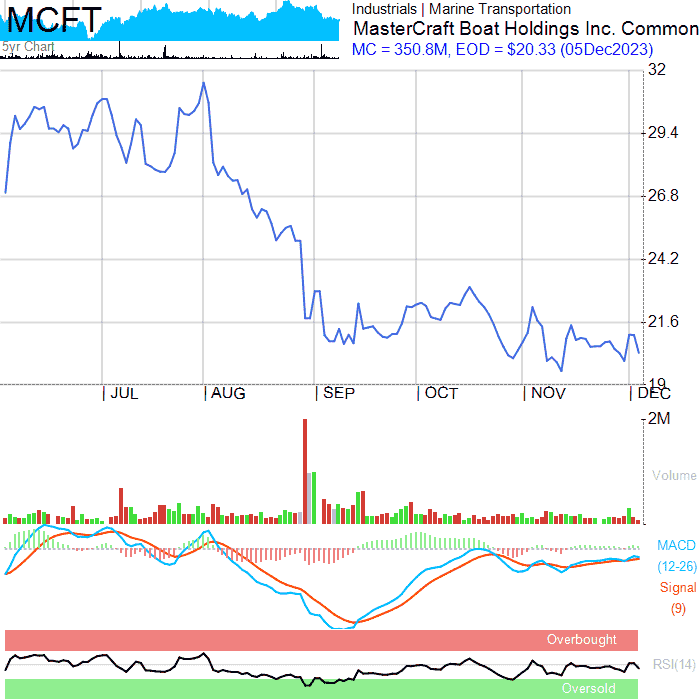 MCFT
5yr Chart
Industrials | Marine Transportation
MasterCraft Boat Holdings Inc. Common
MC = 350.8M, EOD = $20.33 (05Dec2023)
32
29.4
26.8
24.2
21.6
19
| JUL | AUG | SEP | OCT | NOV | DEC
2M
Volume
MACD
(12-26)
Signal
(9)
Overbought
RSI(14)
Oversold